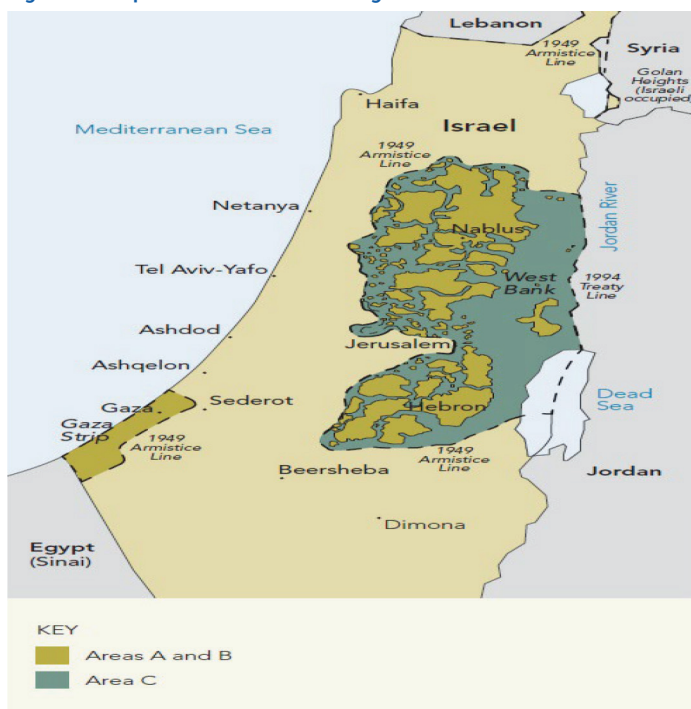 Lebanon
1949
Armistice
Line
Syria
Golan
Heights
(Israeli
occupied)
Haifa
Mediterranean Sea
Israel
1949
Armistice
Line
Netanya
Jordan River
Nablus
Tel Aviv-Yafo
West
Bank
1994
Treaty
Line
Ashdod
Jerusalem
Ashqelon
Dead
Sea
Gaza
Sederot
Hebron
Gaza
Strip
1949
Armistice
Line
1949
Armistice
Line
Beersheba
Jordan
Dimona
Egypt
(Sinai)
KEY
Areas A and B
Area C